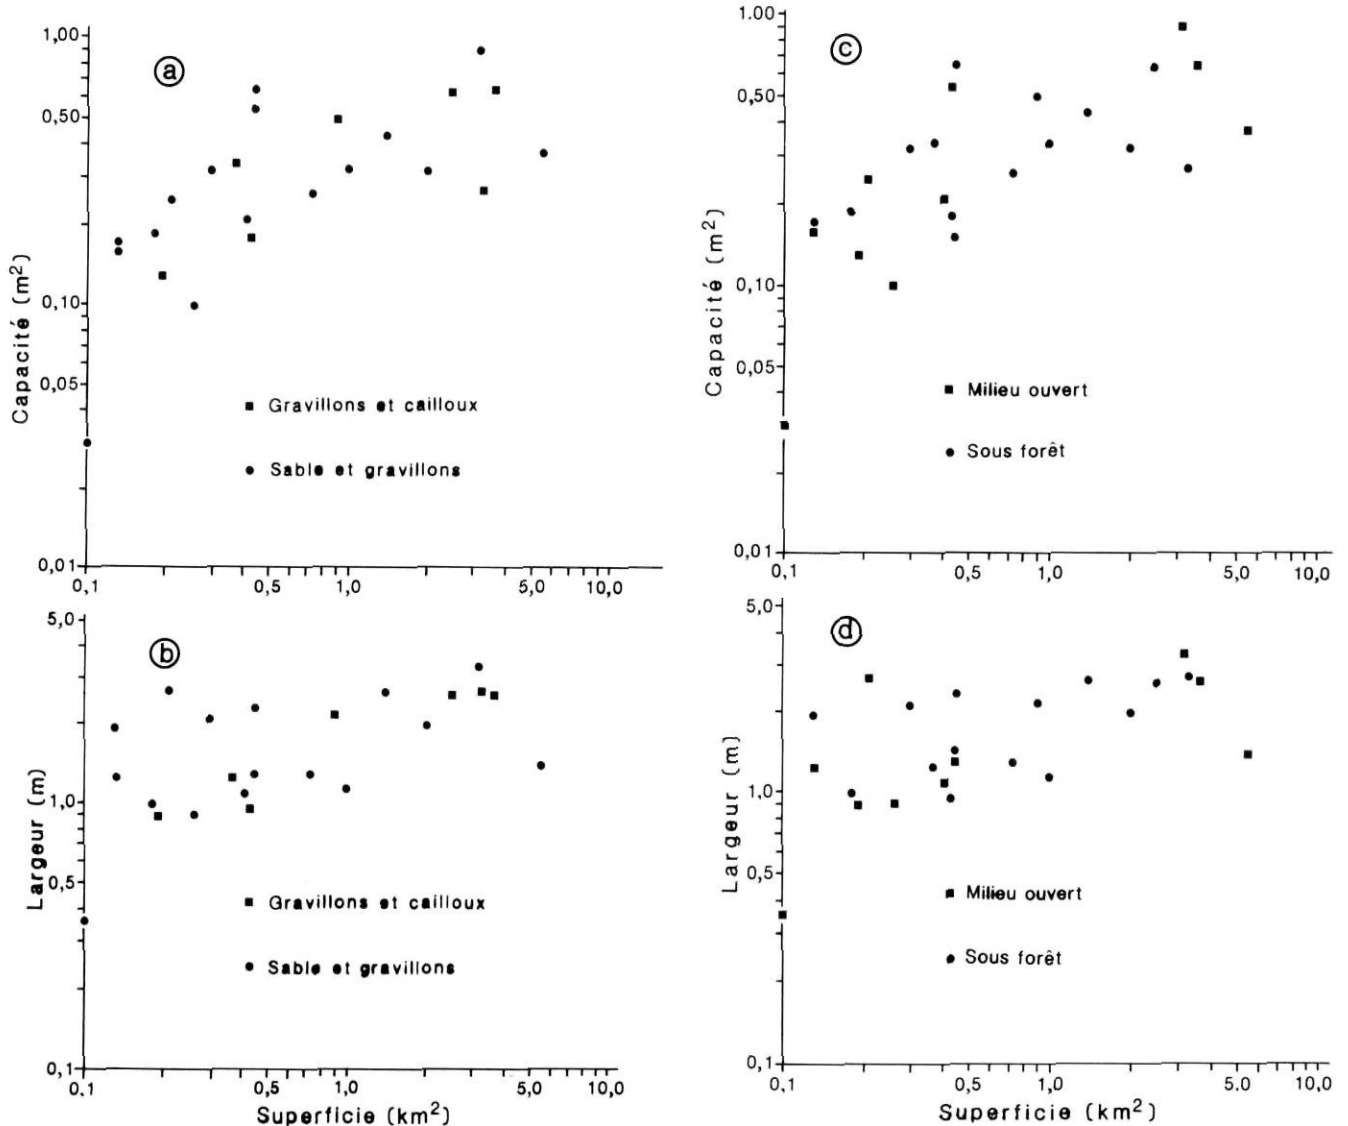 a
1,00
0,50
0,10
0,05
0,01
Capacité (m²)
■ Gravillons et cailloux
● Sable et gravillons
0,1 0,5 1,0 5,0 10,0
c
1.00
0,50
0,10
0,05
0,01
Capacité (m²)
■ Milieu ouvert
● Sous forêt
0,1 0,5 1,0 5,0 10,0
b
5,0
1,0
0,5
0,1
Largeur (m)
■ Gravillons et cailloux
● Sable et gravillons
0,1 0,5 1,0 5,0 10,0
Superficie (km²)
d
5,0
1,0
0,5
0,1
Largeur (m)
■ Milieu ouvert
● Sous forêt
0,1 0,5 1,0 5,0 10,0
Superficie (km²)